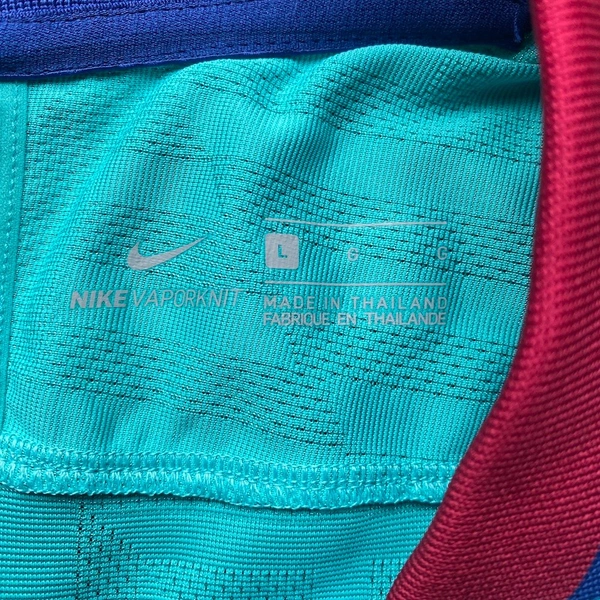 L G G
NIKE VAPORKNIT
MADE IN THAILAND
FABRIQUE EN THAILANDE